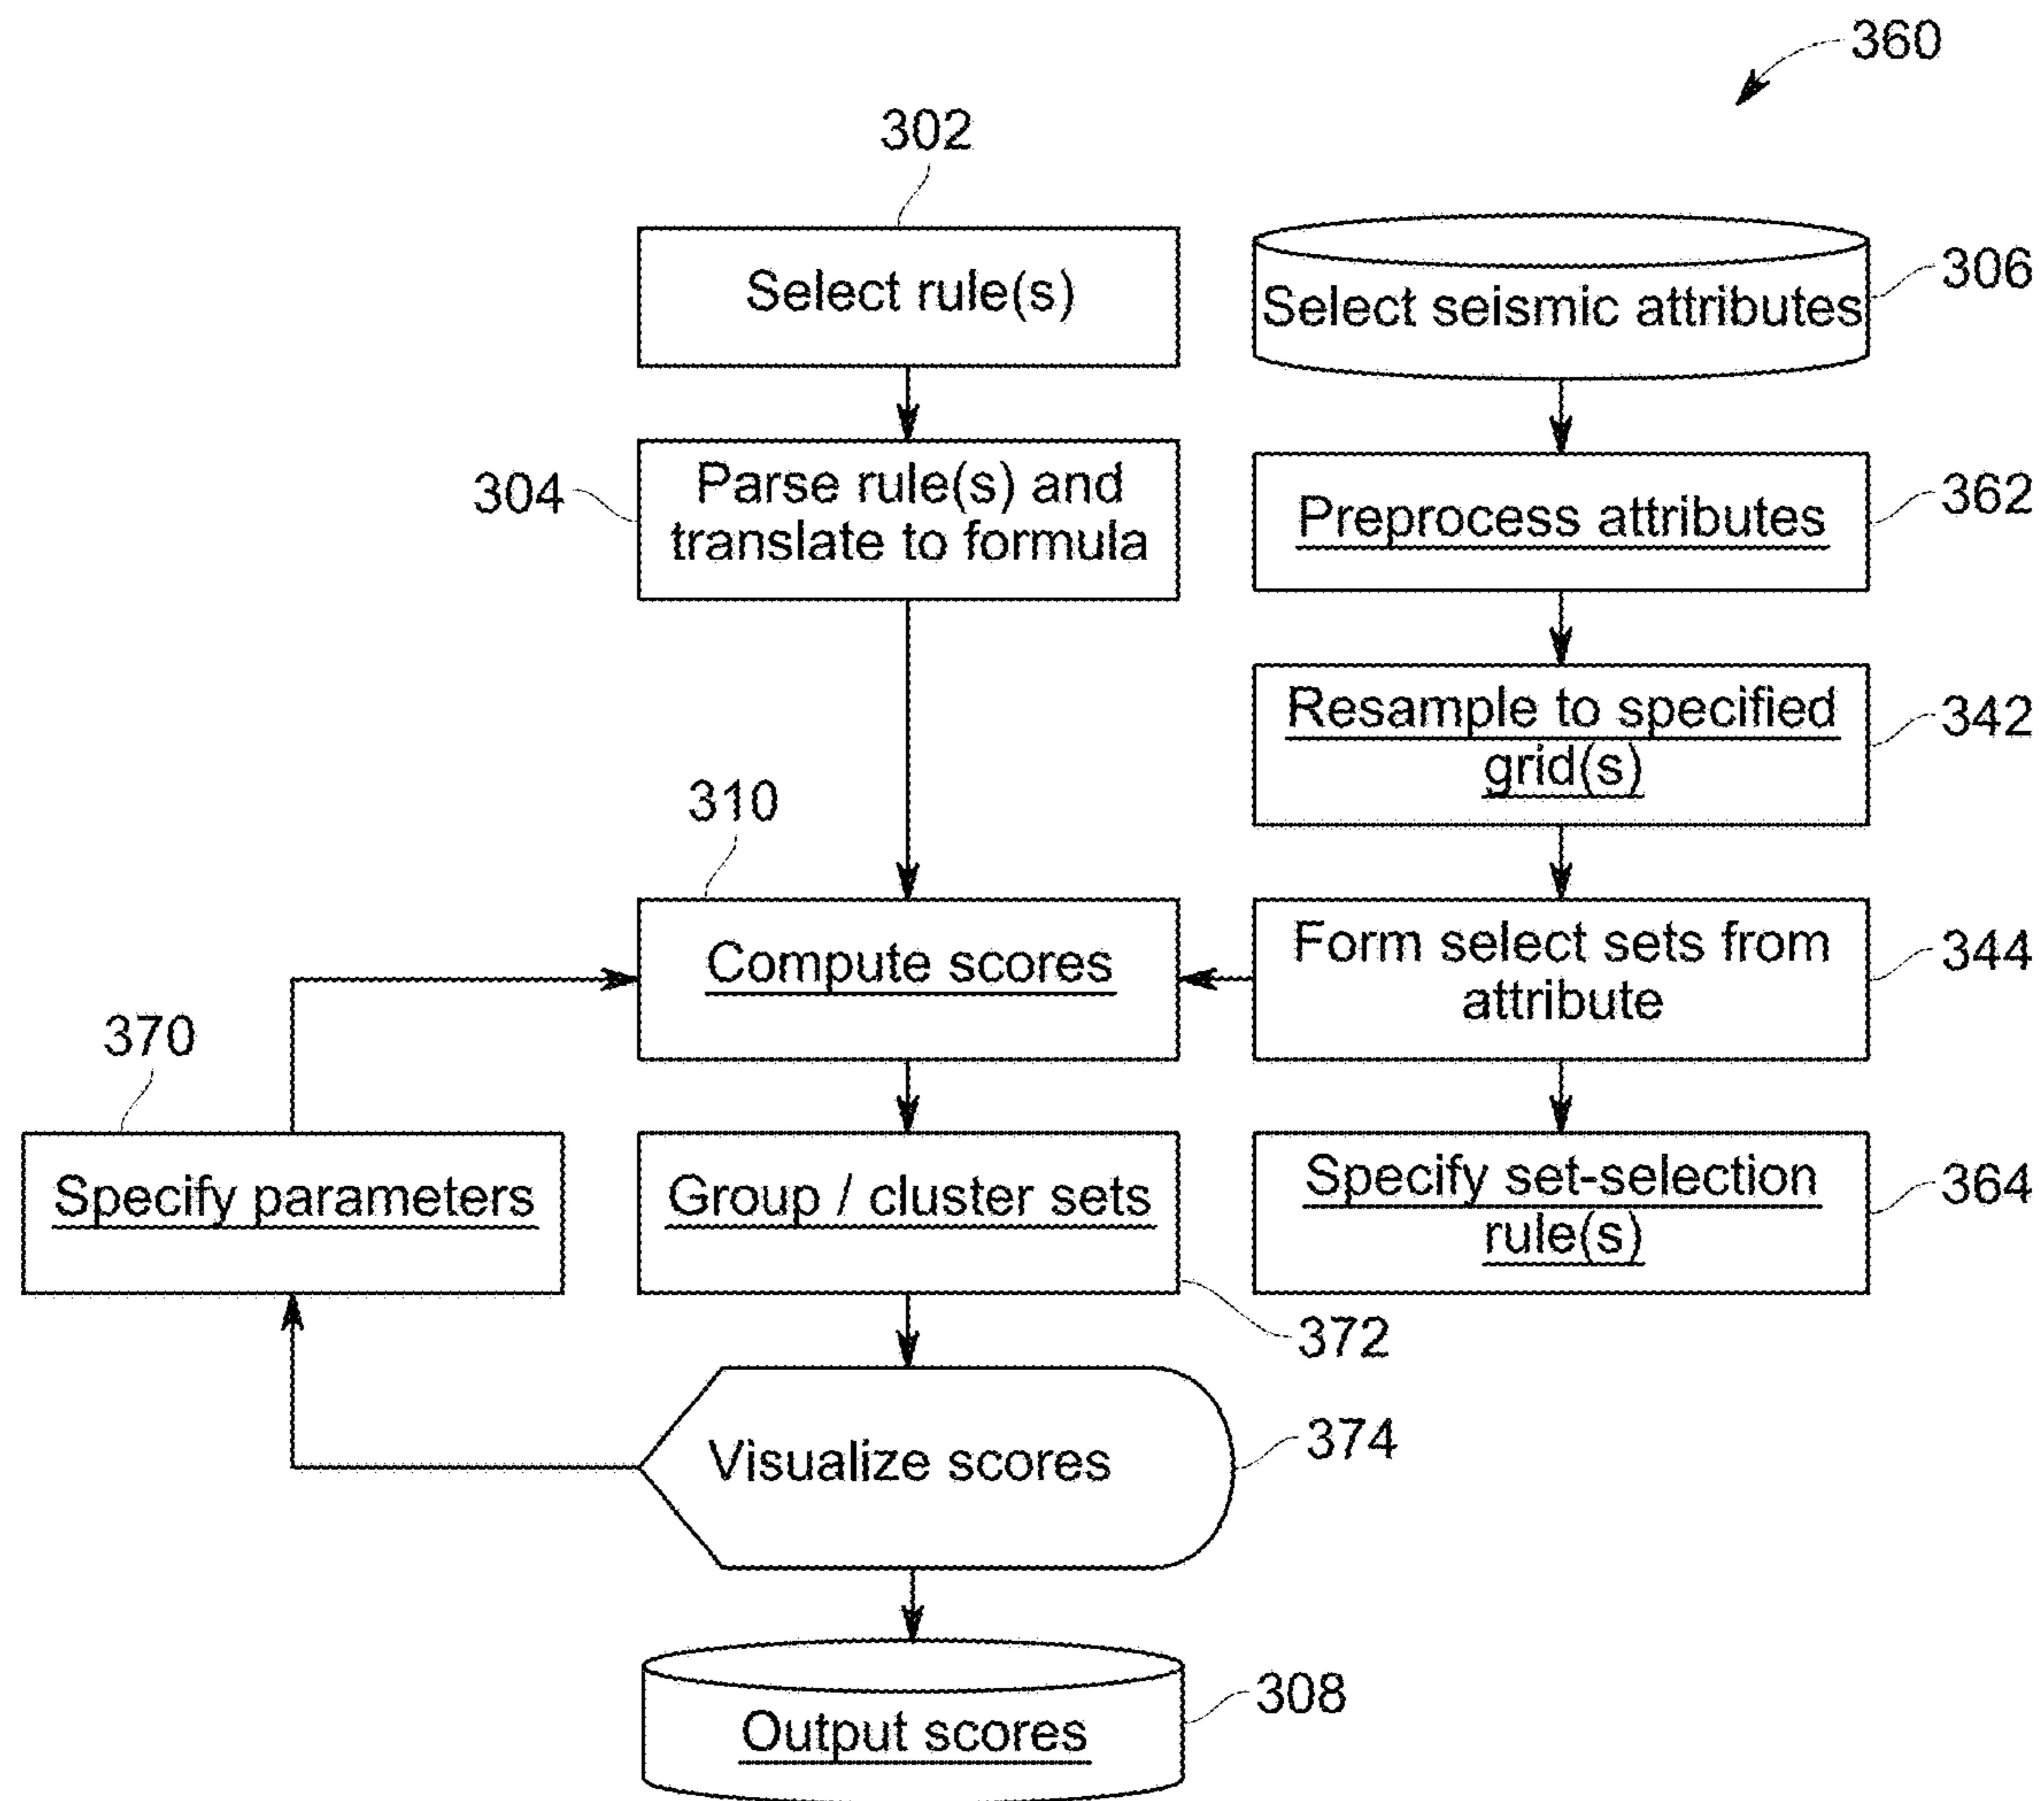 360
302
Select rule(s)
306
Select seismic attributes
304
Parse rule(s) and
translate to formula
362
Preprocess attributes
342
Resample to specified
grid(s)
310
Compute scores
344
Form select sets from
attribute
370
Specify parameters
Group / cluster sets
372
364
Specify set-selection
rule(s)
Visualize scores
374
308
Output scores